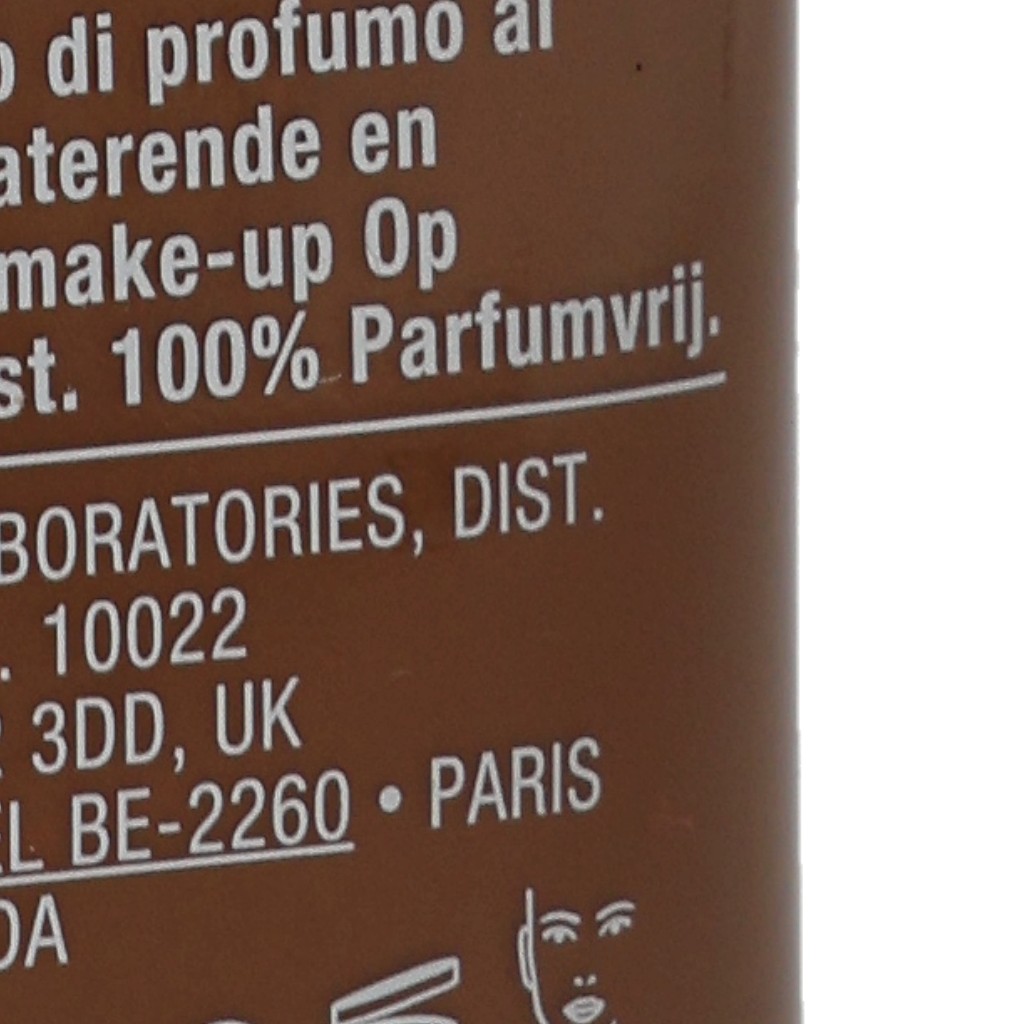 di profumo al
aterende en
make-up Op
st. 100% Parfumvrij.
BORATORIES, DIST.
. 10022
3DD, UK
EL BE-2260 • PARIS
DA